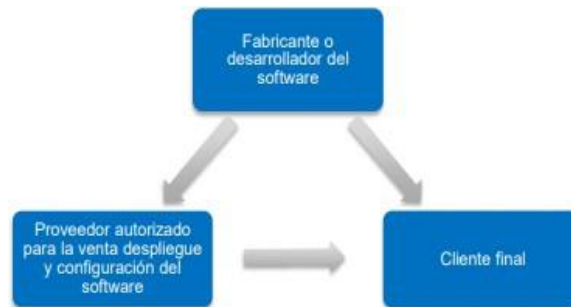 Fabricante o
desarrollador del
software
Proveedor autorizado
para la venta despliegue
y configuración del
software
Cliente final